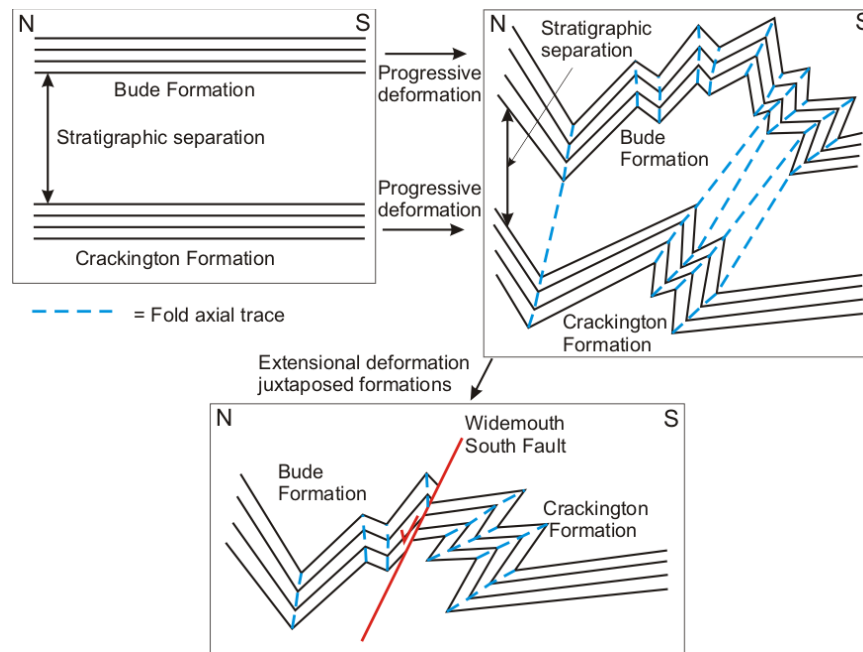 N
S
Bude Formation
Stratigraphic separation
Crackington Formation
Progressive
deformation
Progressive
deformation
N
S
Stratigraphic
separation
Bude
Formation
Crackington
Formation
= Fold axial trace
Extensional deformation
juxtaposed formations
N
S
Widemouth
South Fault
Bude
Formation
Crackington
Formation